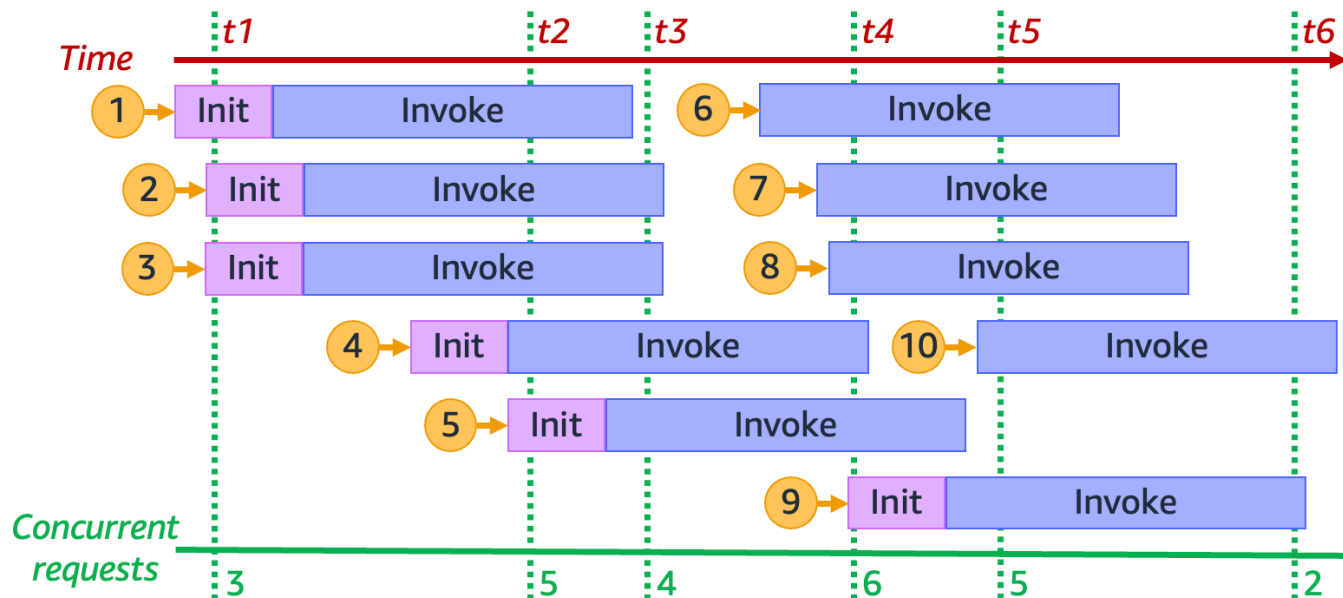 t1 t2 t3 t4 t5 t6
Time
1 Init Invoke 6 Invoke
2 Init Invoke 7 Invoke
3 Init Invoke 8 Invoke
4 Init Invoke 10 Invoke
5 Init Invoke
9 Init Invoke
Concurrent
requests
3 5 4 6 5 2